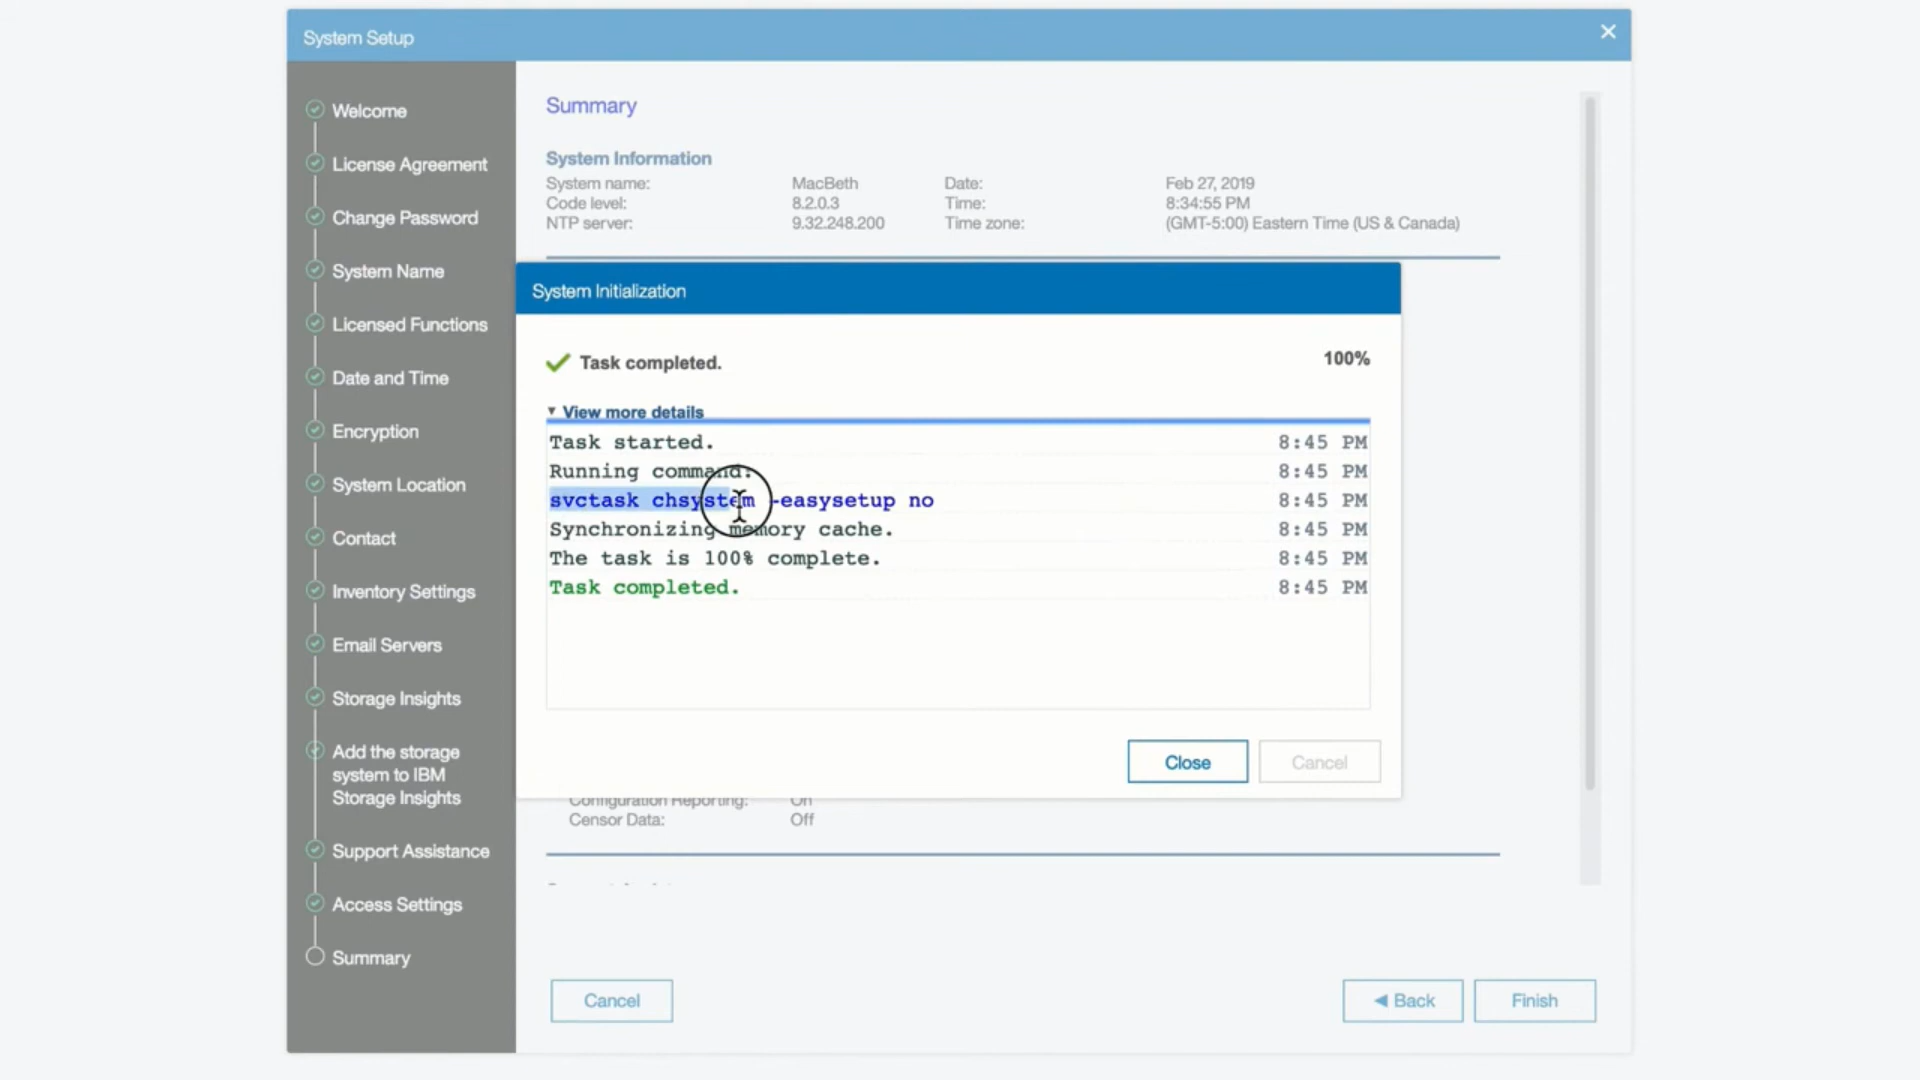 System Setup
Welcome
License Agreement
Change Password
System Name
Licensed Functions
Date and Time
Encryption
System Location
Contact
Inventory Settings
Email Servers
Storage Insights
Add the storage
system to IBM
Storage Insights
Support Assistance
Access Settings
Summary
Summary
System Information
System name: MacBeth Date: Feb 27, 2019
Code level: 8.2.0.3 Time: 8:34:55 PM
NTP server: 9.32.248.200 Time zone: (GMT-5:00) Eastern Time (US & Canada)
System Initialization
Task completed. 100%
View more details
Task started. 8:45 PM
Running command: 8:45 PM
svctask chsystem -easysetup no 8:45 PM
Synchronizing memory cache. 8:45 PM
The task is 100% complete. 8:45 PM
Task completed. 8:45 PM
Close Cancel
Configuration Reporting: On
Censor Data: Off
Cancel Back Finish